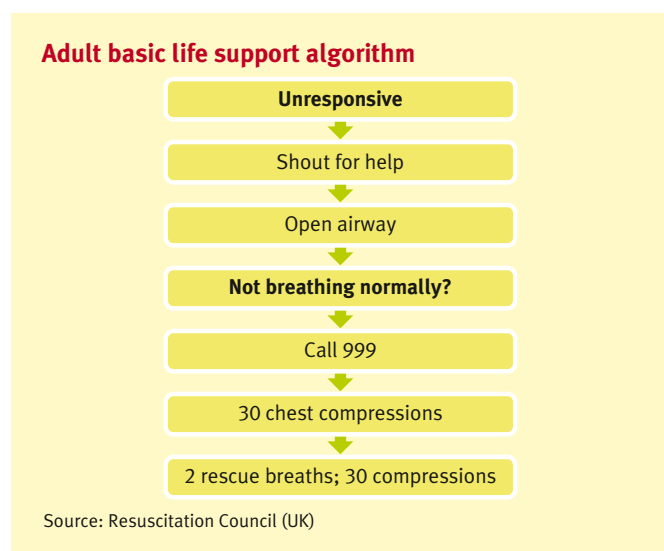 Adult basic life support algorithm
Unresponsive
Shout for help
Open airway
Not breathing normally?
Call 999
30 chest compressions
2 rescue breaths; 30 compressions
Source: Resuscitation Council (UK)